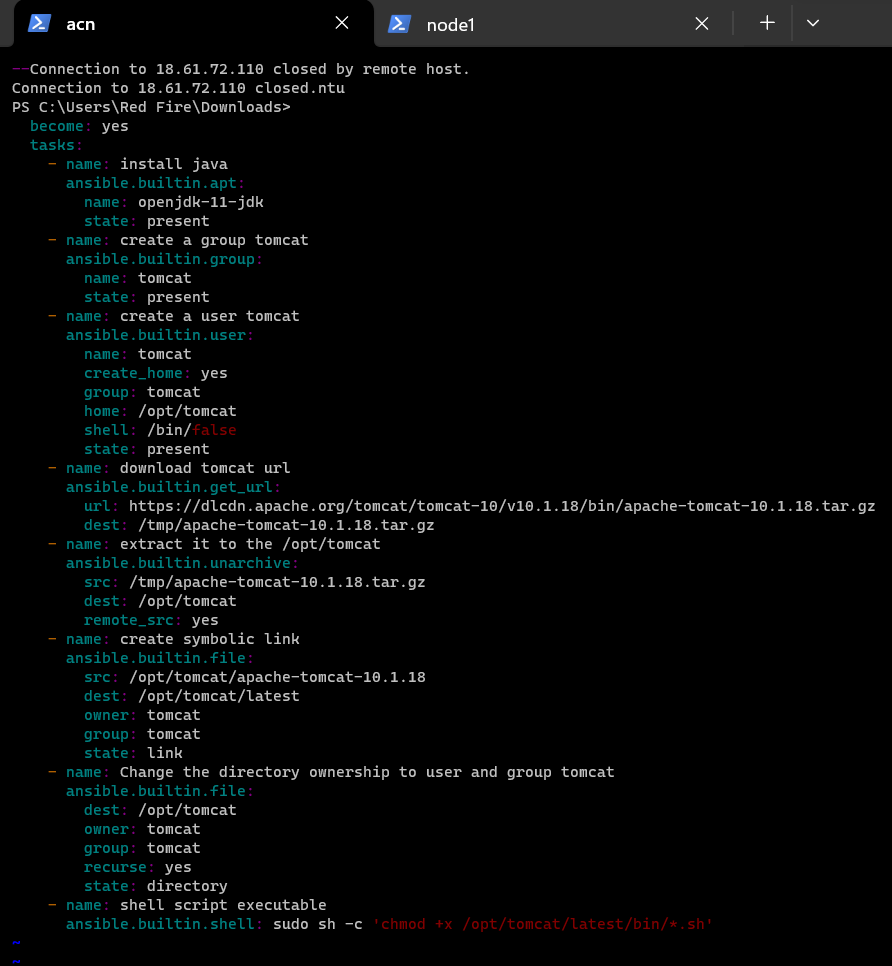 acn
node1
--Connection to 18.61.72.110 closed by remote host.
Connection to 18.61.72.110 closed.ntu
PS C:\Users\Red Fire\Downloads>
  become: yes
  tasks:
    - name: install java
      ansible.builtin.apt:
        name: openjdk-11-jdk
        state: present
    - name: create a group tomcat
      ansible.builtin.group:
        name: tomcat
        state: present
    - name: create a user tomcat
      ansible.builtin.user:
        name: tomcat
        create_home: yes
        group: tomcat
        home: /opt/tomcat
        shell: /bin/false
        state: present
    - name: download tomcat url
      ansible.builtin.get_url:
        url: https://dlcdn.apache.org/tomcat/tomcat-10/v10.1.18/bin/apache-tomcat-10.1.18.tar.gz
        dest: /tmp/apache-tomcat-10.1.18.tar.gz
    - name: extract it to the /opt/tomcat
      ansible.builtin.unarchive:
        src: /tmp/apache-tomcat-10.1.18.tar.gz
        dest: /opt/tomcat
        remote_src: yes
    - name: create symbolic link
      ansible.builtin.file:
        src: /opt/tomcat/apache-tomcat-10.1.18
        dest: /opt/tomcat/latest
        owner: tomcat
        group: tomcat
        state: link
    - name: Change the directory ownership to user and group tomcat
      ansible.builtin.file:
        dest: /opt/tomcat
        owner: tomcat
        group: tomcat
        recurse: yes
        state: directory
    - name: shell script executable
      ansible.builtin.shell: sudo sh -c 'chmod +x /opt/tomcat/latest/bin/*.sh'
~
~